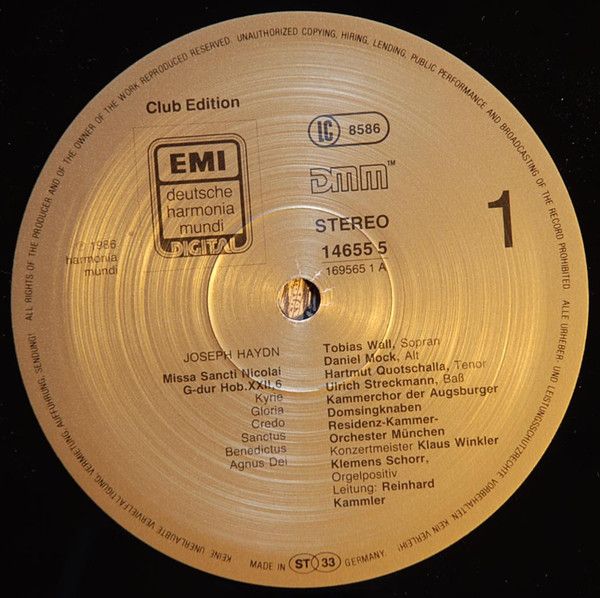 ALL RIGHTS OF THE PRODUCER AND OF THE OWNER OF THE WORK REPRODUCED RESERVED. UNAUTHORIZED COPYING, HIRING, LENDING, PUBLIC PERFORMANCE AND BROADCASTING OF THE RECORD PROHIBITED.
ALLE URHEBER- UND LEISTUNGSSCHUTZRECHTE VORBEHALTEN. KEIN VERLEIH! KEINE UNERLAUBTE VERVIELFÄLTIGUNG, VERMIETUNG, AUFFÜHRUNG, SENDUNG!
Club Edition
EMI
deutsche
harmonia
mundi
DIGITAL
LC 8586
DMM™
STEREO
14655 5
169565 1 A
1
℗ 1986
harmonia
mundi
JOSEPH HAYDN
Missa Sancti Nicolai
G-dur Hob.XXII,6
Kyrie
Gloria
Credo
Sanctus
Benedictus
Agnus Dei
Tobias Wall, Sopran
Daniel Mock, Alt
Hartmut Quotschalla, Tenor
Ulrich Streckmann, Baß
Kammerchor der Augsburger
Domsingknaben
Residenz-Kammer-
Orchester München
Konzertmeister Klaus Winkler
Klemens Schorr,
Orgelpositiv
Leitung: Reinhard
Kammler
MADE IN ST 33 GERMANY